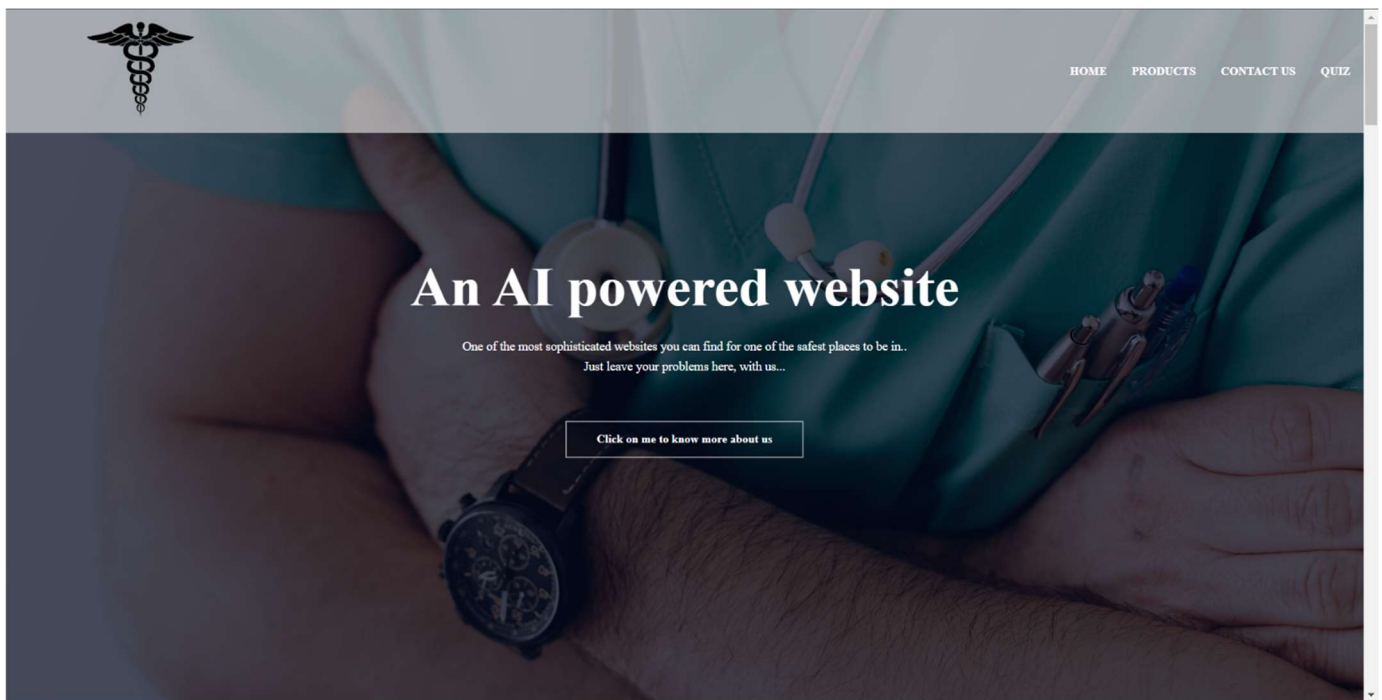 HOME PRODUCTS CONTACT US QUIZ
An AI powered website
One of the most sophisticated websites you can find for one of the safest places to be in..
Just leave your problems here, with us...
Click on me to know more about us